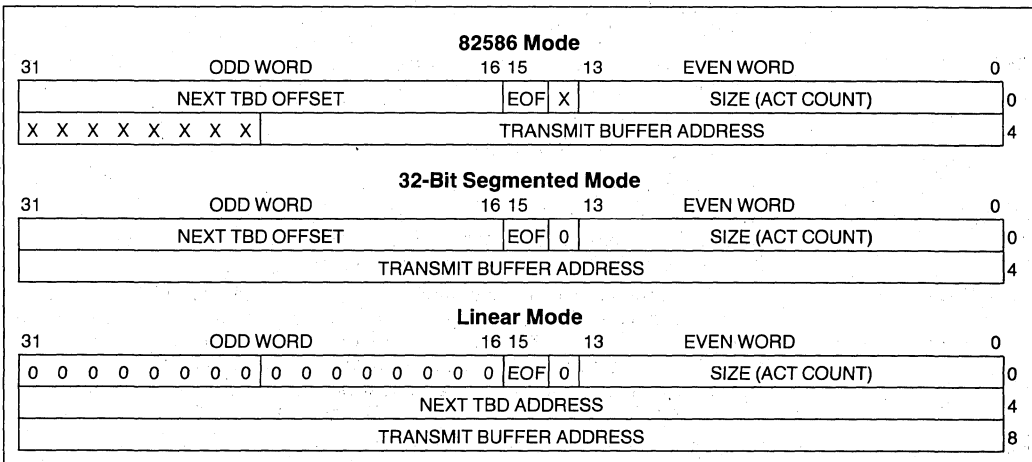 82586 Mode
31 ODD WORD 16 15 13 EVEN WORD 0
NEXT TBD OFFSET EOF X SIZE (ACT COUNT) 0
X X X X X X X X TRANSMIT BUFFER ADDRESS 4
32-Bit Segmented Mode
31 ODD WORD 16 15 13 EVEN WORD 0
NEXT TBD OFFSET EOF 0 SIZE (ACT COUNT) 0
TRANSMIT BUFFER ADDRESS 4
Linear Mode
31 ODD WORD 16 15 13 EVEN WORD 0
0 0 0 0 0 0 0 0 0 0 0 0 0 0 0 0 EOF 0 SIZE (ACT COUNT) 0
NEXT TBD ADDRESS 4
TRANSMIT BUFFER ADDRESS 8